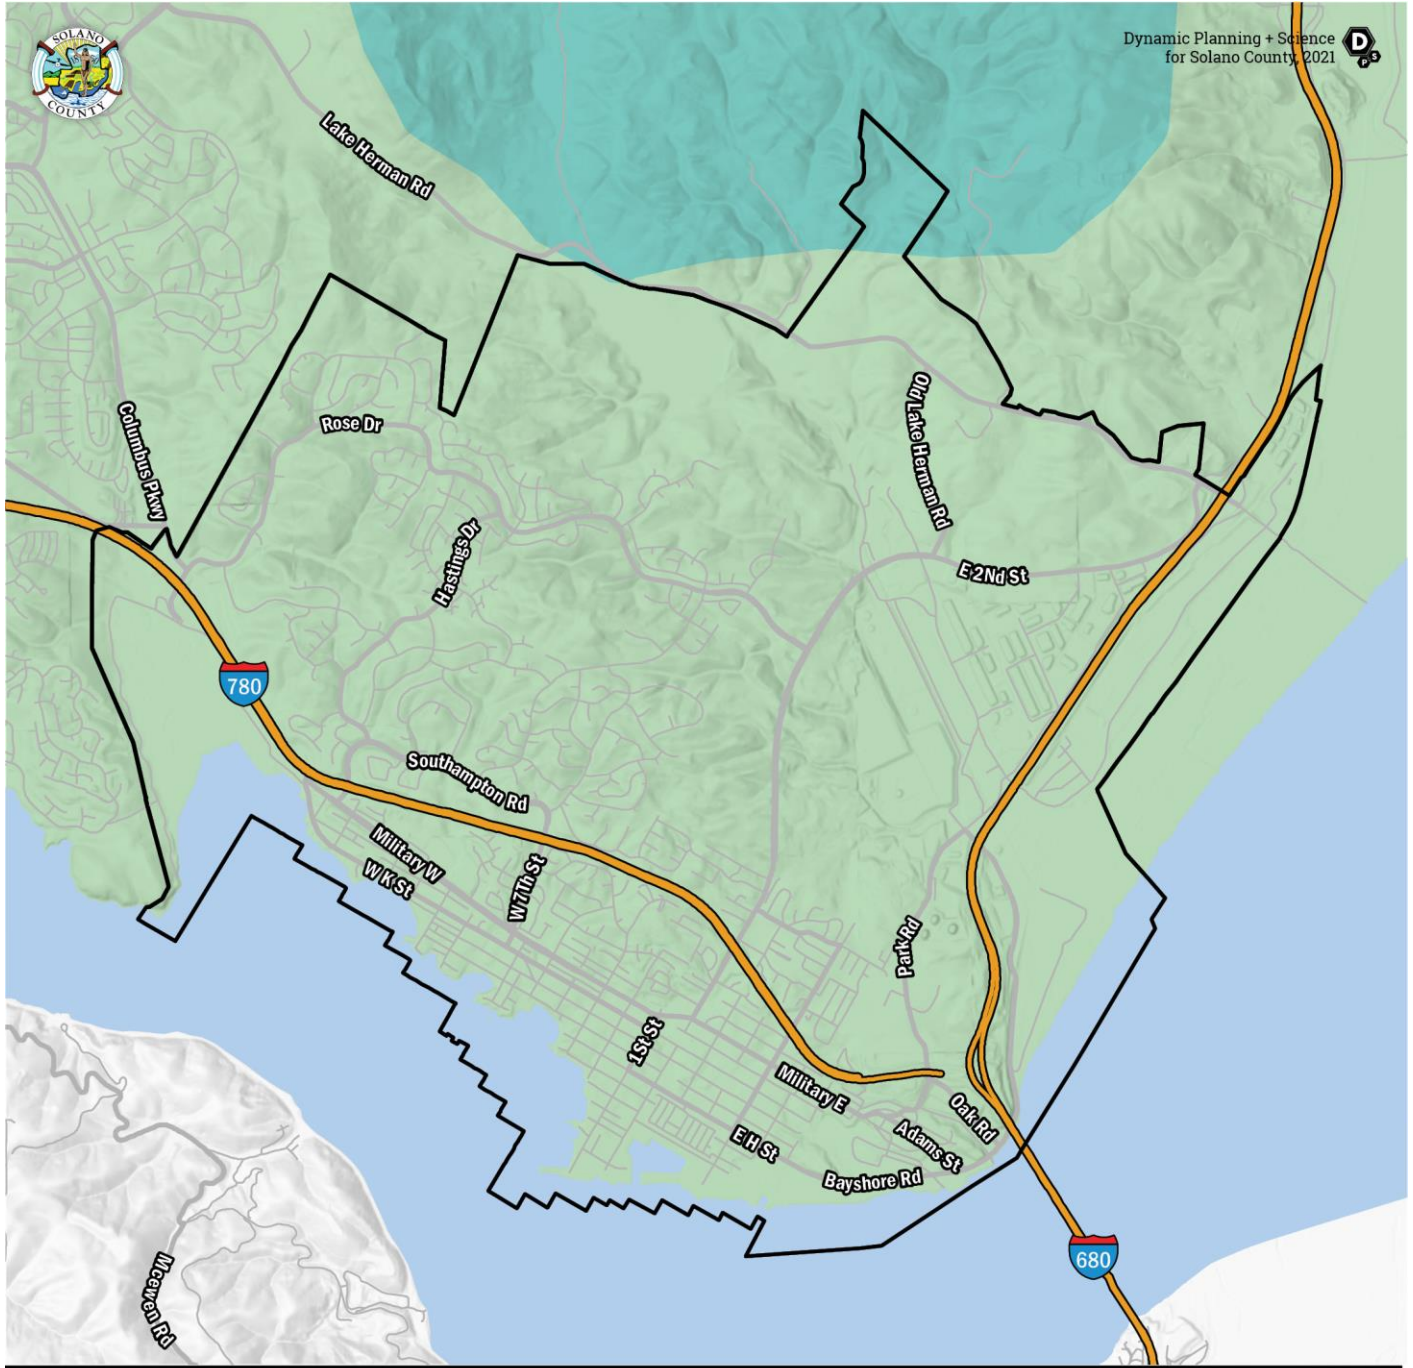 SOLANO
COUNTY
Dynamic Planning + Science
for Solano County, 2021
D
P S
Lake Herman Rd
Old Lake Herman Rd
Columbus Pkwy
Rose Dr
Hastings Dr
E 2Nd St
780
Southampton Rd
Military W
W K St
W 7Th St
Park Rd
1St St
Military E
Oak Rd
Adams St
E H St
Bayshore Rd
680
Mcewen Rd